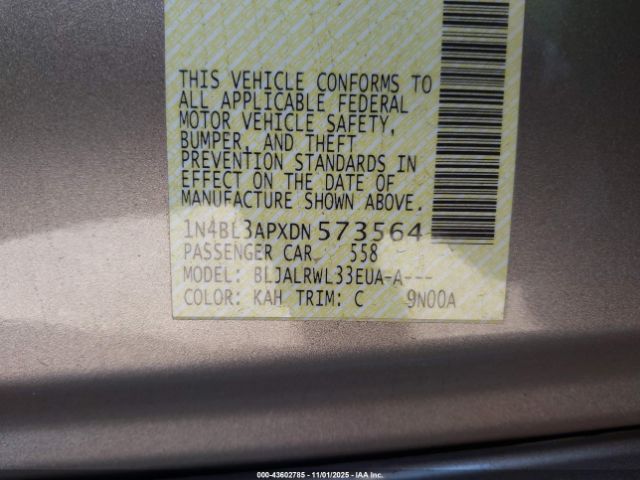 THIS VEHICLE CONFORMS TO
ALL APPLICABLE FEDERAL
MOTOR VEHICLE SAFETY,
BUMPER, AND THEFT
PREVENTION STANDARDS IN
EFFECT ON THE DATE OF
MANUFACTURE SHOWN ABOVE.
1N4BL3APXDN 573564
PASSENGER CAR 558
MODEL: BLJALRWL33EUA-A---
COLOR: KAH TRIM: C 9N00A
000-43602785 - 11/01/2025 - IAA Inc.